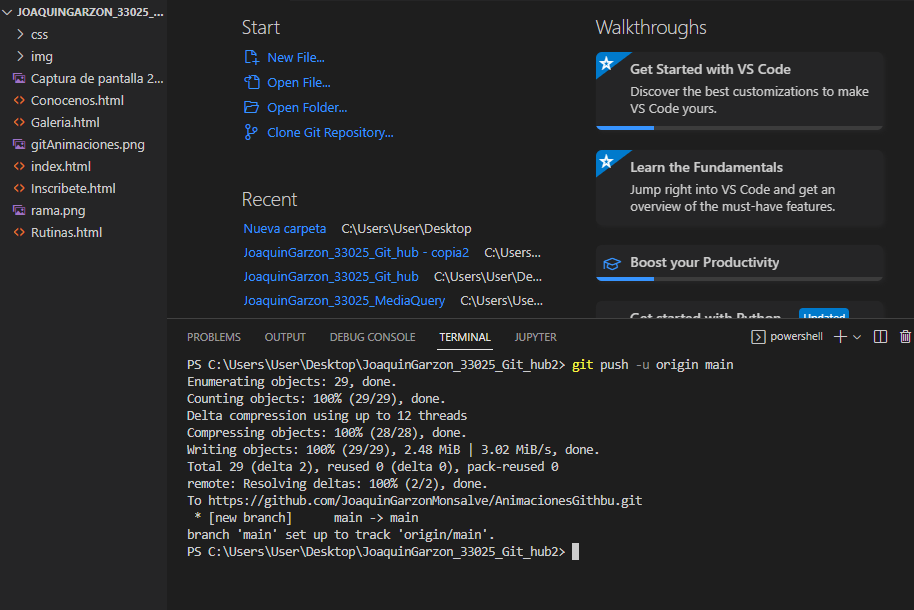 JOAQUINGARZON_33025_...
css
img
Captura de pantalla 2...
Conocenos.html
Galeria.html
gitAnimaciones.png
index.html
Inscribete.html
rama.png
Rutinas.html
Start
New File...
Open File...
Open Folder...
Clone Git Repository...
Recent
Nueva carpeta C:\Users\User\Desktop
JoaquinGarzon_33025_Git_hub - copia2 C:\Users...
JoaquinGarzon_33025_Git_hub C:\Users\User\De...
JoaquinGarzon_33025_MediaQuery C:\Users\Use...
Walkthroughs
Get Started with VS Code
Discover the best customizations to make
VS Code yours.
Learn the Fundamentals
Jump right into VS Code and get an
overview of the must-have features.
Boost your Productivity
Get started with Python Updated
PROBLEMS OUTPUT DEBUG CONSOLE TERMINAL JUPYTER powershell
PS C:\Users\User\Desktop\JoaquinGarzon_33025_Git_hub2> git push -u origin main
Enumerating objects: 29, done.
Counting objects: 100% (29/29), done.
Delta compression using up to 12 threads
Compressing objects: 100% (28/28), done.
Writing objects: 100% (29/29), 2.48 MiB | 3.02 MiB/s, done.
Total 29 (delta 2), reused 0 (delta 0), pack-reused 0
remote: Resolving deltas: 100% (2/2), done.
To https://github.com/JoaquinGarzonMonsalve/AnimacionesGithbu.git
* [new branch] main -> main
branch 'main' set up to track 'origin/main'.
PS C:\Users\User\Desktop\JoaquinGarzon_33025_Git_hub2>